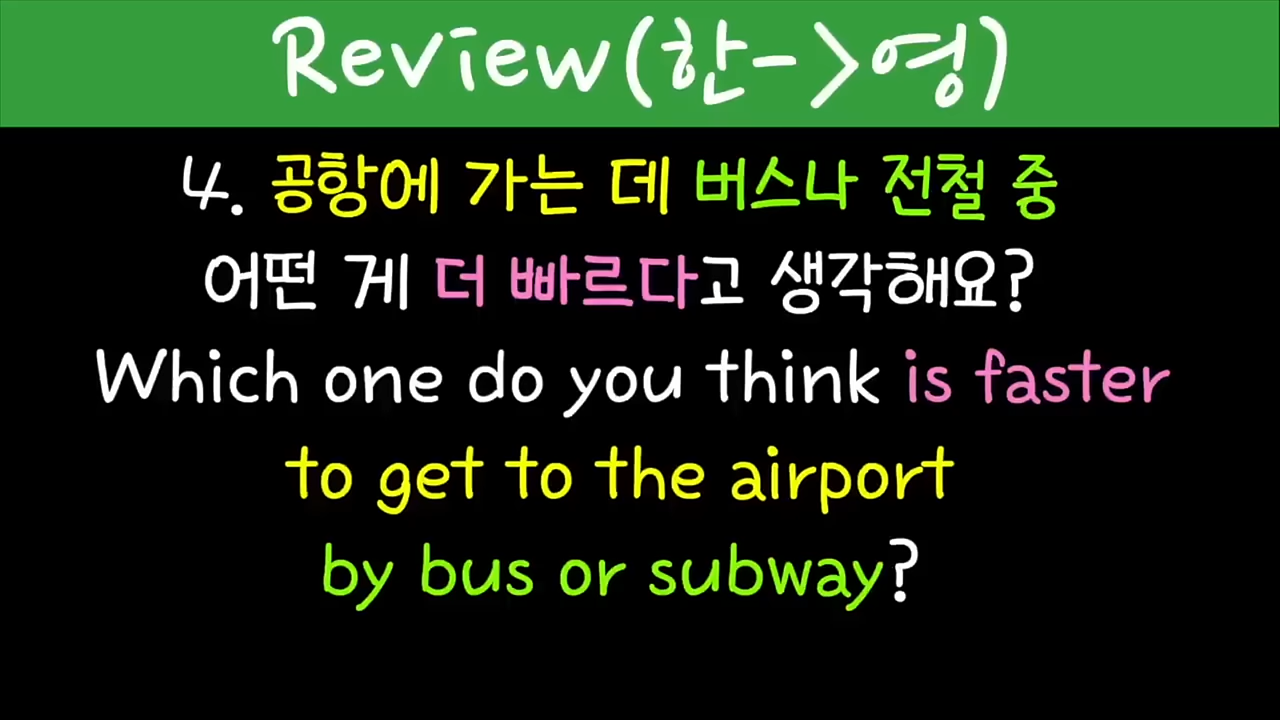 Review(한->영)
4. 공항에 가는 데 버스나 전철 중
어떤 게 더 빠르다고 생각해요?
Which one do you think is faster
to get to the airport
by bus or subway?